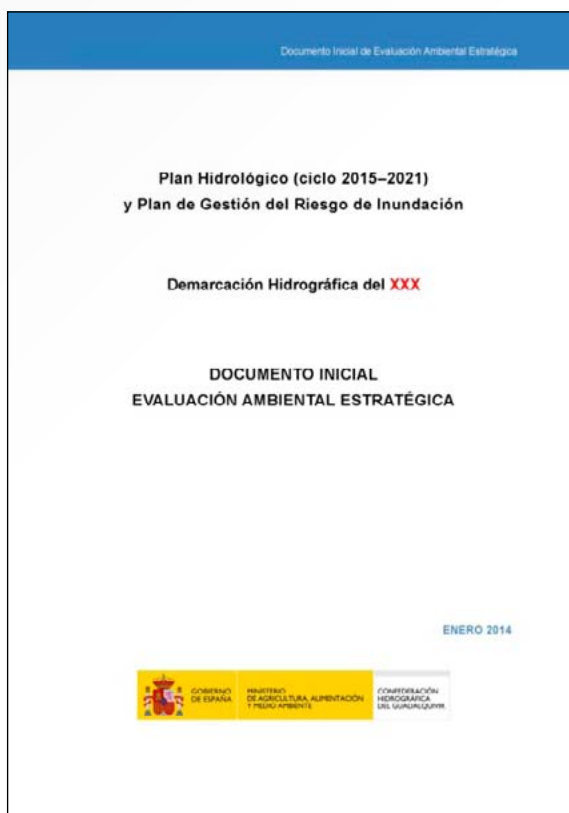 Documento Inicial de Evaluación Ambiental Estratégica
Plan Hidrológico (ciclo 2015–2021)
y Plan de Gestión del Riesgo de Inundación
Demarcación Hidrográfica del XXX
DOCUMENTO INICIAL
EVALUACIÓN AMBIENTAL ESTRATÉGICA
ENERO 2014
GOBIERNO
DE ESPAÑA
MINISTERIO
DE AGRICULTURA, ALIMENTACIÓN
Y MEDIO AMBIENTE
CONFEDERACIÓN
HIDROGRÁFICA
DEL GUADALQUIVIR